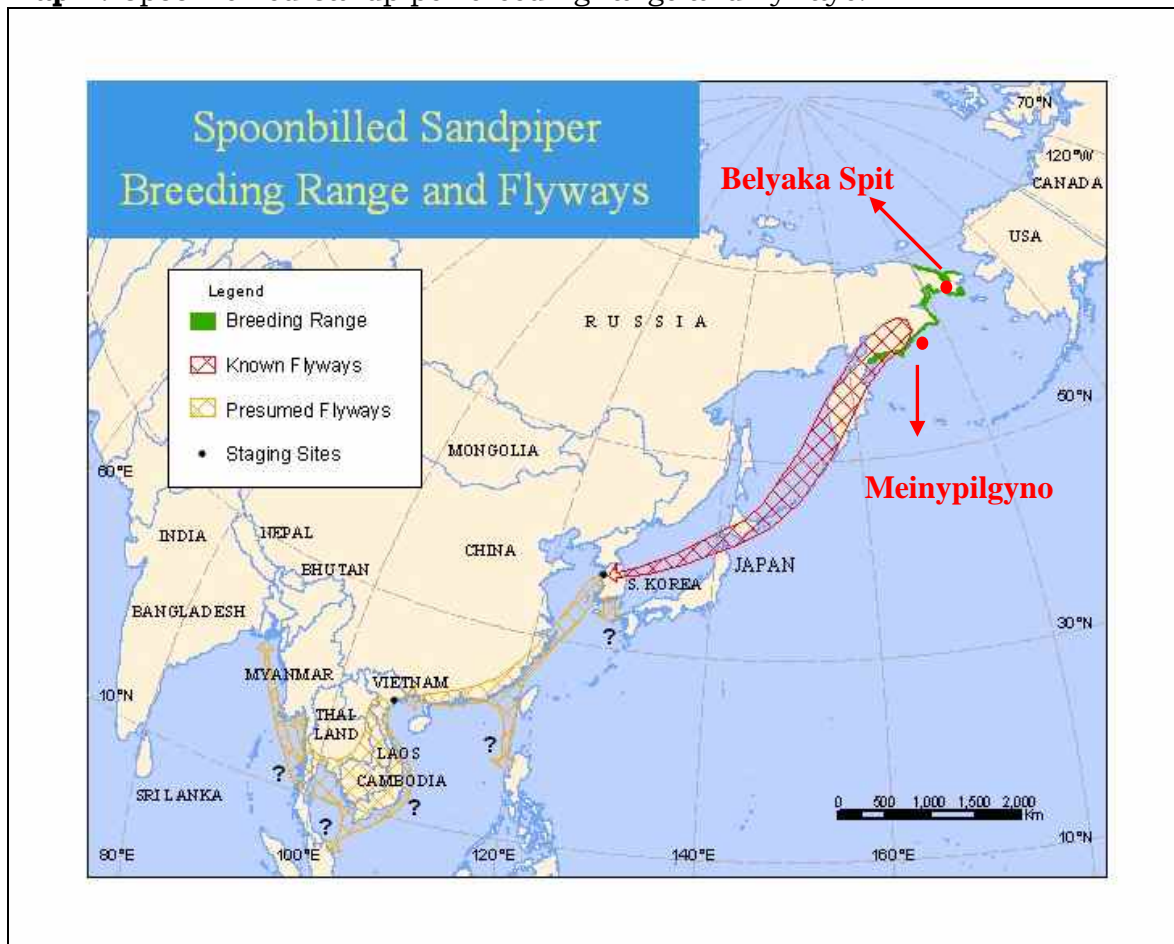 Spoonbilled Sandpiper
Breeding Range and Flyways
70°N
120°W
CANADA
Belyaka Spit
USA
Legend
Breeding Range
Known Flyways
Presumed Flyways
Staging Sites
RUSSIA
50°N
MONGOLIA
60°E
Meinypilgyno
INDIA
NEPAL
CHINA
BHUTAN
JAPAN
S. KOREA
BANGLADESH
30°N
?
MYANMAR
VIETNAM
10°N
THAI-
LAND
?
LAOS
?
CAMBODIA
SRI LANKA
?
?
0 500 1,000 1,500 2,000
Km
10°N
80°E
100°E
120°E
140°E
160°E